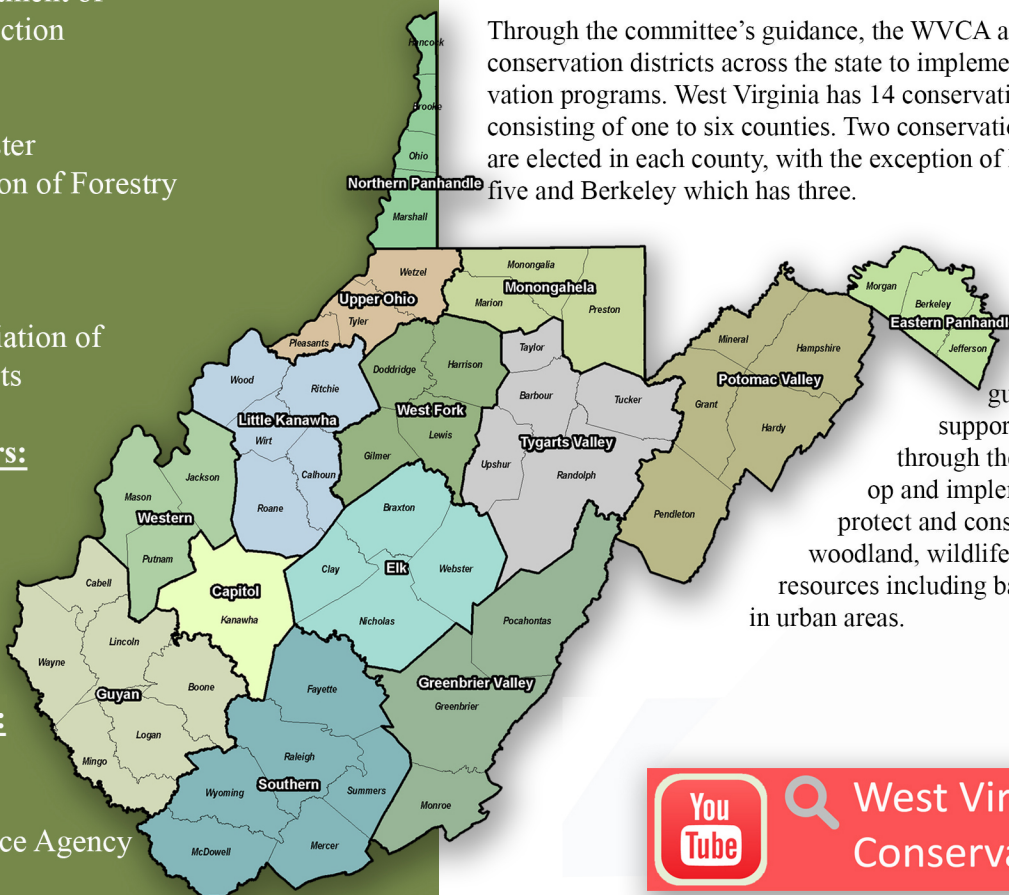 ment of
ction
ter
on of Forestry
iation of
ts
rs:
:
ce Agency
Through the committee's guidance, the WVCA a
conservation districts across the state to impleme
vation programs. West Virginia has 14 conservati
consisting of one to six counties. Two conservatio
are elected in each county, with the exception of
five and Berkeley which has three.
gu
support
through the
op and implem
protect and cons
woodland, wildlife
resources including ba
in urban areas.
Hancock
Brooke
Ohio
Northern Panhandle
Marshall
Wetzel
Upper Ohio
Tyler
Pleasants
Monongalia
Monongahela
Marion
Preston
Morgan
Berkeley
Eastern Panhandl
Jefferson
Mineral
Hampshire
Potomac Valley
Grant
Hardy
Pendleton
Taylor
Barbour
Tucker
Tygarts Valley
Upshur
Randolph
Doddridge
Harrison
West Fork
Lewis
Gilmer
Wood
Ritchie
Little Kanawha
Wirt
Calhoun
Roane
Jackson
Mason
Western
Putnam
Capitol
Kanawha
Braxton
Clay
Elk
Webster
Nicholas
Pocahontas
Greenbrier Valley
Greenbrier
Monroe
Cabell
Lincoln
Wayne
Boone
Guyan
Logan
Mingo
Fayette
Raleigh
Southern
Wyoming
Summers
McDowell
Mercer
You
Tube
West Vir
Conserva